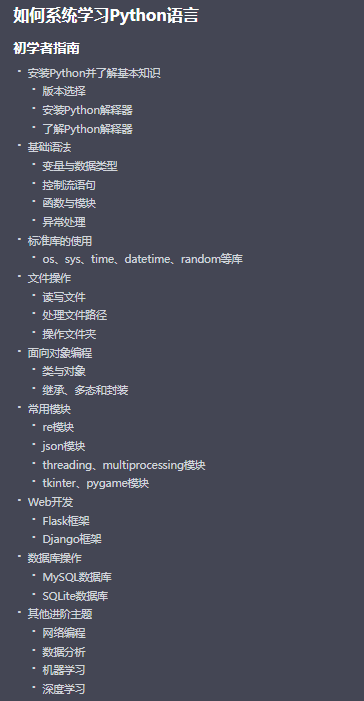 如何系统学习Python语言
初学者指南
安装Python并了解基本知识
版本选择
安装Python解释器
了解Python解释器
基础语法
变量与数据类型
控制流语句
函数与模块
异常处理
标准库的使用
os、sys、time、datetime、random等库
文件操作
读写文件
处理文件路径
操作文件夹
面向对象编程
类与对象
继承、多态和封装
常用模块
re模块
json模块
threading、multiprocessing模块
tkinter、pygame模块
Web开发
Flask框架
Django框架
数据库操作
MySQL数据库
SQLite数据库
其他进阶主题
网络编程
数据分析
机器学习
深度学习